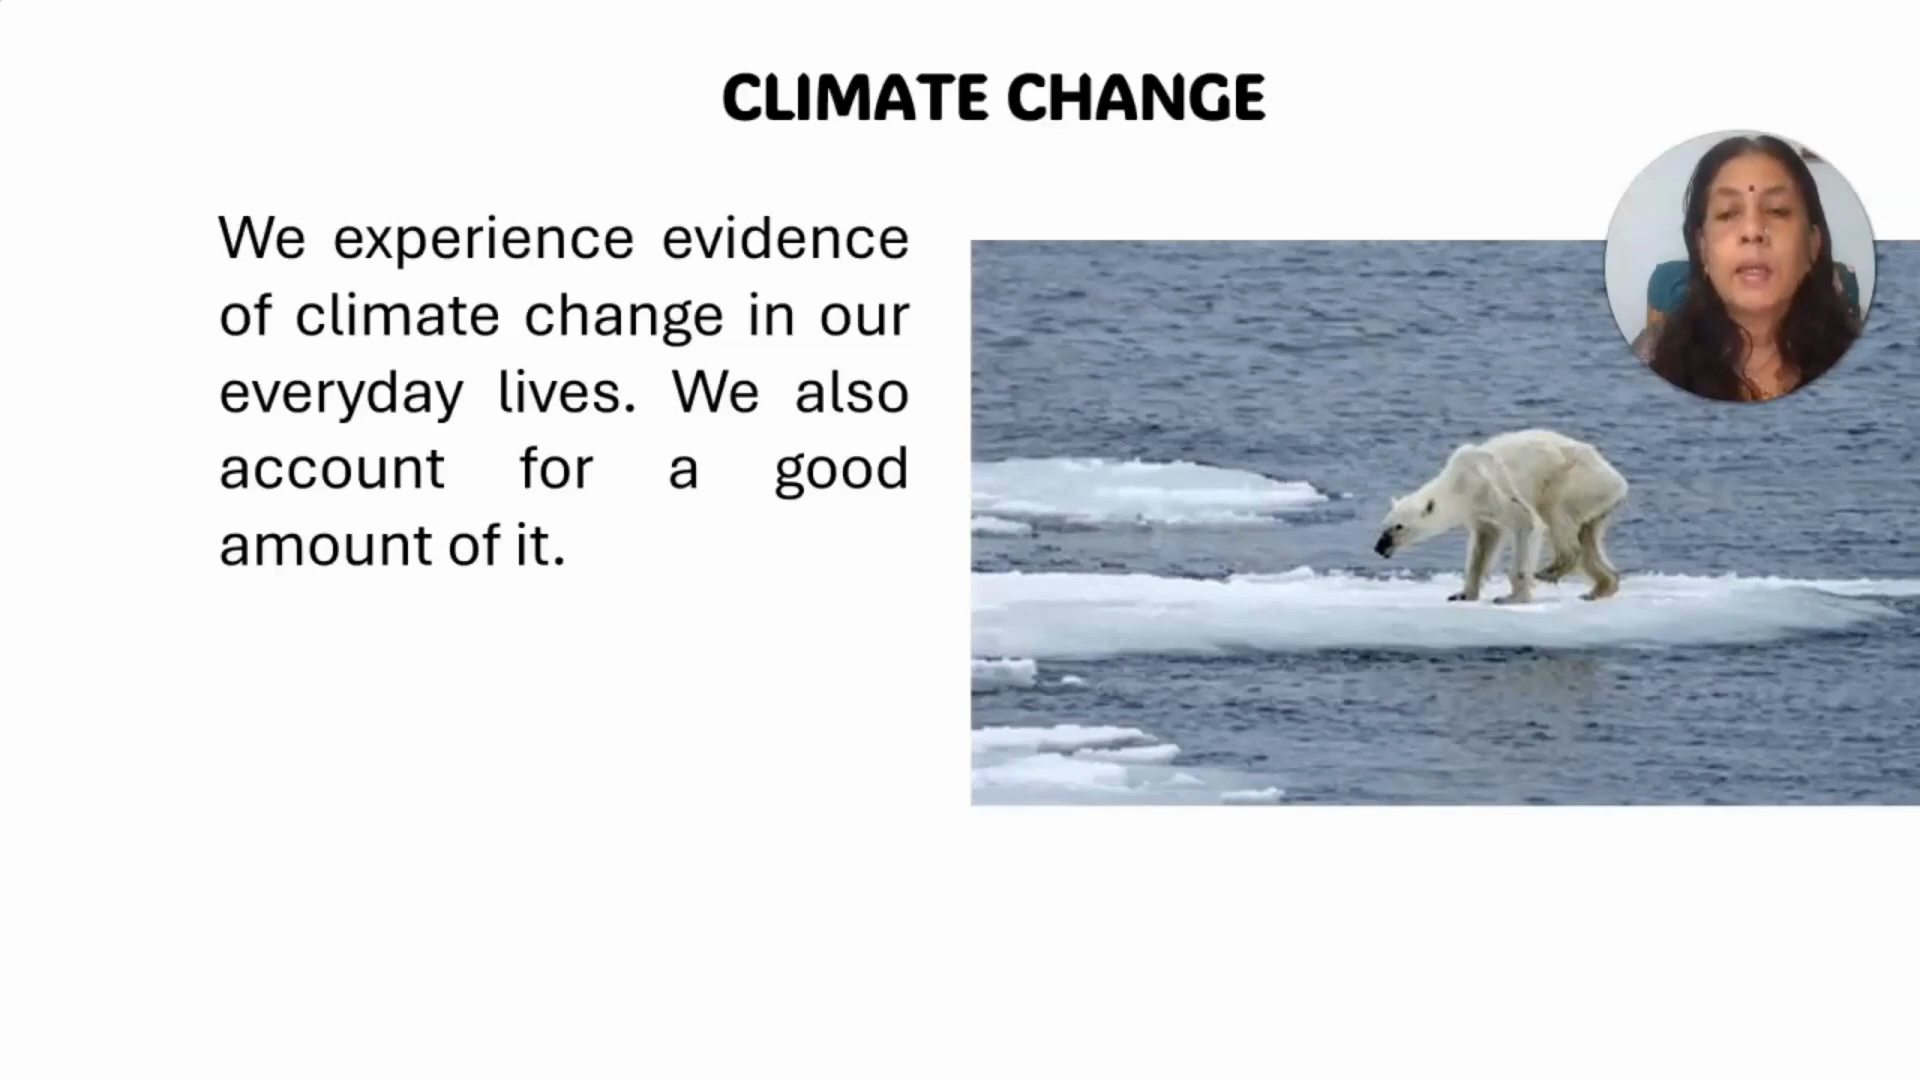 CLIMATE CHANGE
We experience evidence
of climate change in our
everyday lives. We also
account for a good
amount of it.